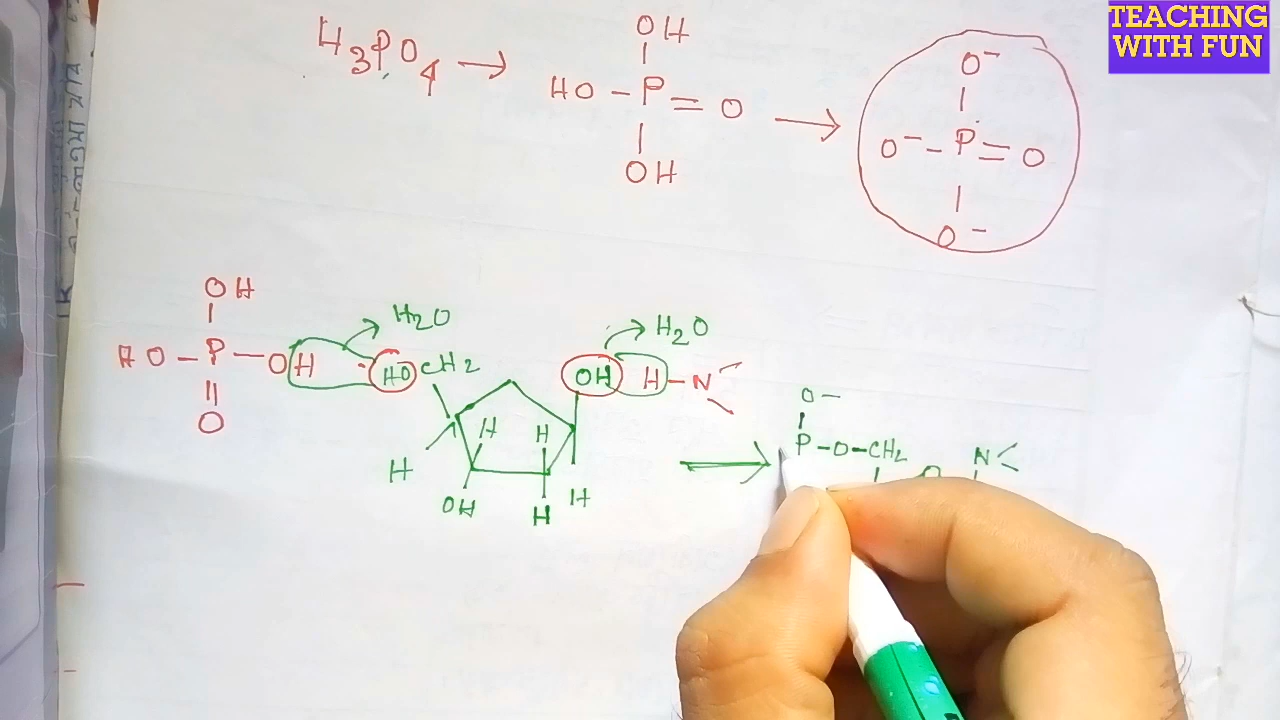 TEACHING
WITH FUN
H3PO4 →
OH
HO – P = O →
OH
O⁻
O⁻ – P = O
O⁻
OH
HO – P – OH
O
HO CH2
H2O
OH
H – N
H2O
H
H
H
OH
H
H
O –
P – O – CH2
O
N